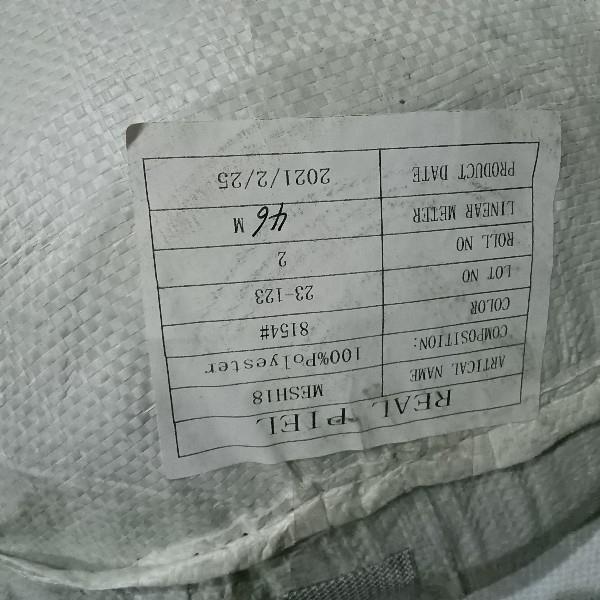 REAL PIEL
ARTICAL NAME MESH18
COMPOSITION: 100%Polyester
COLOR 8154#
LOT NO 23-123
ROLL NO 2
LINEAR METER 46 M
PRODUCT DATE 2021/2/25